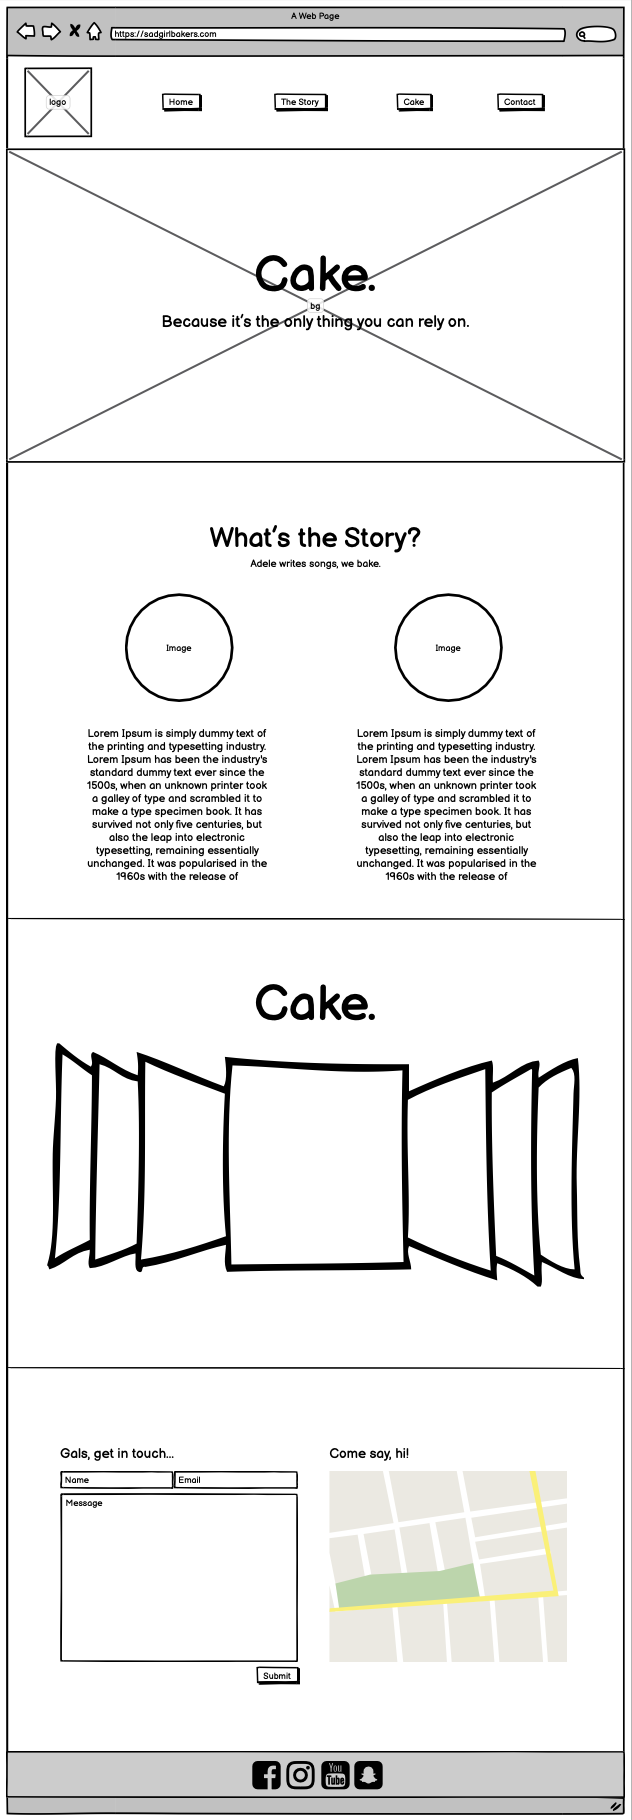 A Web Page
https://sadgirlbakers.com
logo
Home
The Story
Cake
Contact
Cake.
bg
Because it's the only thing you can rely on.
What's the Story?
Adele writes songs, we bake.
Image
Image
Lorem Ipsum is simply dummy text of
the printing and typesetting industry.
Lorem Ipsum has been the industry's
standard dummy text ever since the
1500s, when an unknown printer took
a galley of type and scrambled it to
make a type specimen book. It has
survived not only five centuries, but
also the leap into electronic
typesetting, remaining essentially
unchanged. It was popularised in the
1960s with the release of
Lorem Ipsum is simply dummy text of
the printing and typesetting industry.
Lorem Ipsum has been the industry's
standard dummy text ever since the
1500s, when an unknown printer took
a galley of type and scrambled it to
make a type specimen book. It has
survived not only five centuries, but
also the leap into electronic
typesetting, remaining essentially
unchanged. It was popularised in the
1960s with the release of
Cake.
Gals, get in touch...
Name
Email
Message
Submit
Come say, hi!
You
Tube